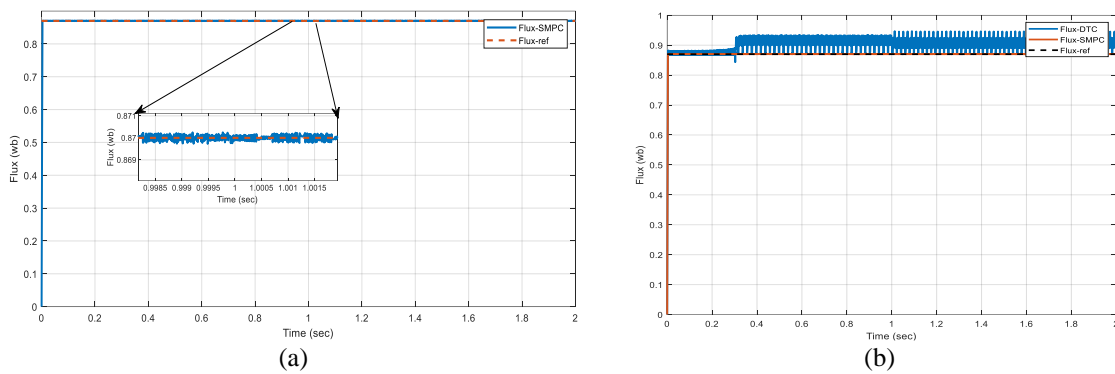 Flux-SMPC
Flux-ref
0.8
0.7
0.6
0.5
0.4
0.3
0.2
0.1
0
Flux (wb)
0.871
0.87
0.869
Flux (wb)
0.9985 0.999 0.9995 1 1.0005 1.001 1.0015
Time (sec)
0 0.2 0.4 0.6 0.8 1 1.2 1.4 1.6 1.8 2
Time (sec)
(a)
Flux-DTC
Flux-SMPC
Flux-ref
1
0.9
0.8
0.7
0.6
0.5
0.4
0.3
0.2
0.1
0
Flux (wb)
0 0.2 0.4 0.6 0.8 1 1.2 1.4 1.6 1.8 2
Time (sec)
(b)